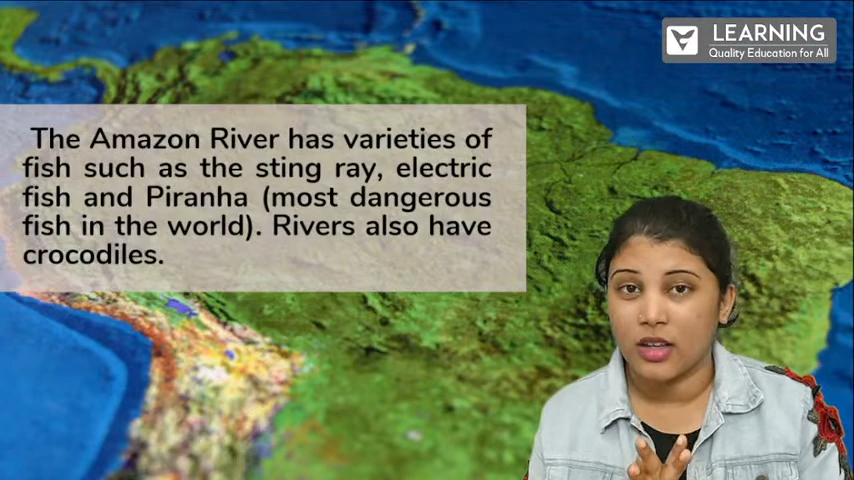 LEARNING
Quality Education for All
The Amazon River has varieties of
fish such as the sting ray, electric
fish and Piranha (most dangerous
fish in the world). Rivers also have
crocodiles.